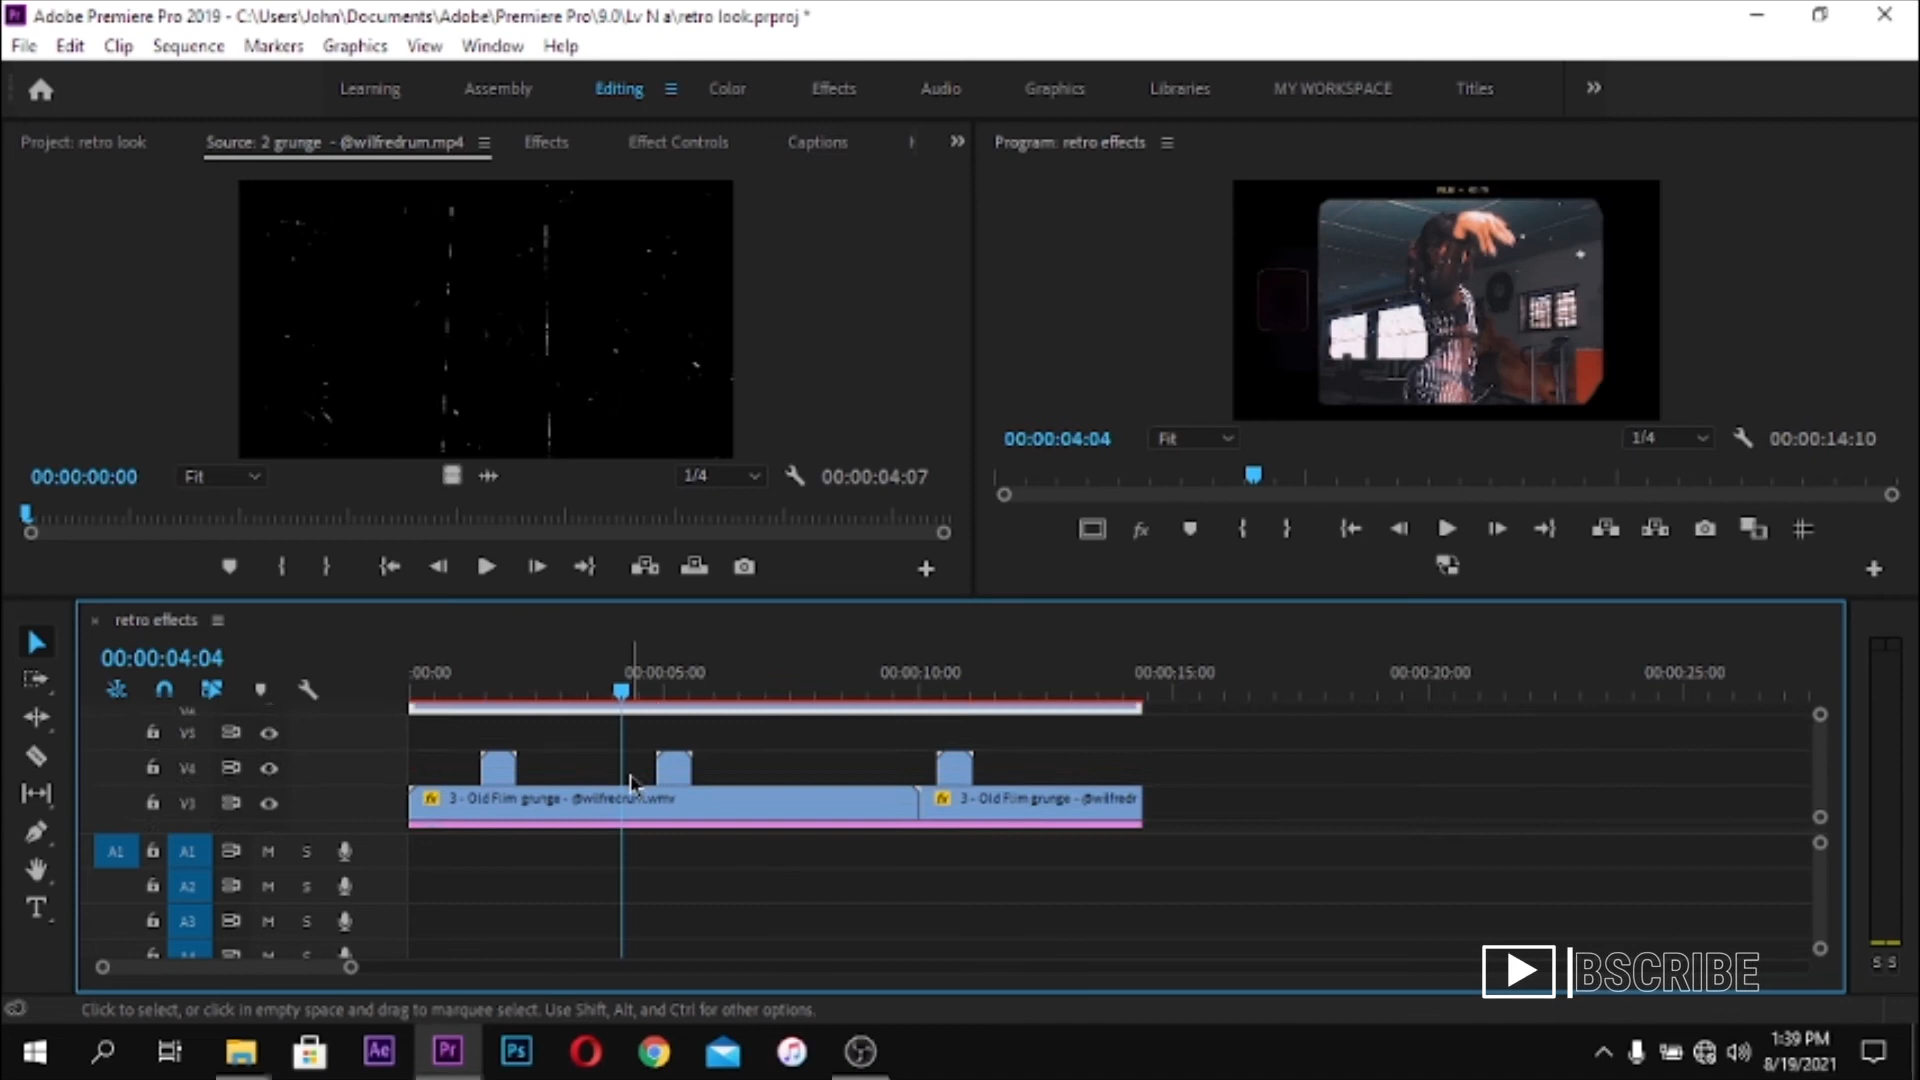 Adobe Premiere Pro 2019 - C:\Users\John\Documents\Adobe\Premiere Pro\9.0\Lv N a\retro look.prproj *
File Edit Clip Sequence Markers Graphics View Window Help
Learning Assembly Editing Color Effects Audio Graphics Libraries MY WORKSPACE Titles
Project: retro look Source: 2 grunge - @wilfredrum.mp4 Effects Effect Controls Captions
Program: retro effects
00:00:04:04 Fit 1/4 00:00:14:10
00:00:00:00 Fit 1/4 00:00:04:07
fx
retro effects
00:00:04:04
:00:00 00:00:05:00 00:00:10:00 00:00:15:00 00:00:20:00 00:00:25:00
V5
V4
V3
fx 3 - Old Film grunge - @wilfredrum.wmv fx 3 - Old Film grunge - @wilfredr
A1 A1 M S
A2 M S
A3 M S
S S
BSCRIBE
Click to select, or click in empty space and drag to marquee select. Use Shift, Alt, and Ctrl for other options.
Ae Pr Ps
1:39 PM
8/19/2021